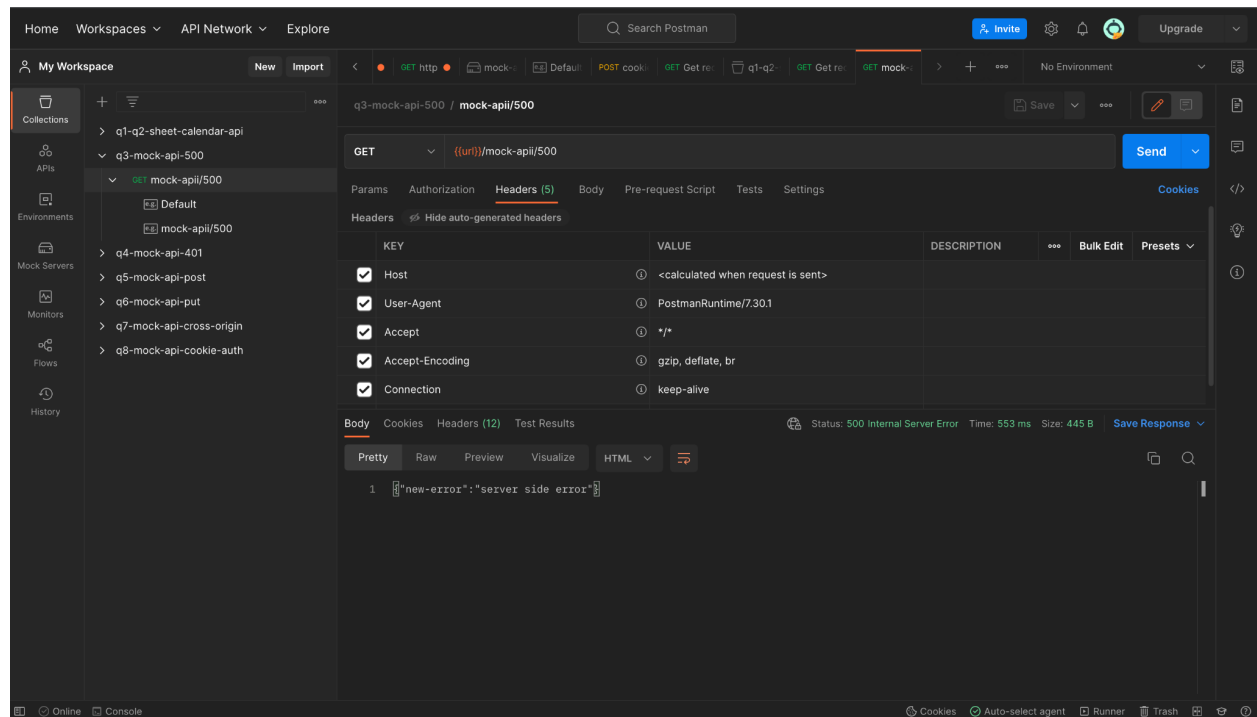 Home Workspaces API Network Explore Search Postman Invite Upgrade
My Workspace New Import
GET http mock- Default POST cooki GET Get re GET Get re GET mock- No Environment
Collections
APIs
Environments
Mock Servers
Monitors
Flows
History
q1-q2-sheet-calendar-api
q3-mock-api-500
GET mock-apii/500
e.g. Default
e.g. mock-apii/500
q4-mock-api-401
q5-mock-api-post
q6-mock-api-put
q7-mock-api-cross-origin
q8-mock-api-cookie-auth
q3-mock-api-500 / mock-apii/500 Save
GET {{url}}/mock-apii/500 Send
Params Authorization Headers (5) Body Pre-request Script Tests Settings Cookies
Headers Hide auto-generated headers
KEY VALUE DESCRIPTION Bulk Edit Presets
Host <calculated when request is sent>
User-Agent PostmanRuntime/7.30.1
Accept */*
Accept-Encoding gzip, deflate, br
Connection keep-alive
Body Cookies Headers (12) Test Results Status: 500 Internal Server Error Time: 553 ms Size: 445 B Save Response
Pretty Raw Preview Visualize HTML
1 {"new-error":"server side error"}
Online Console Cookies Auto-select agent Runner Trash